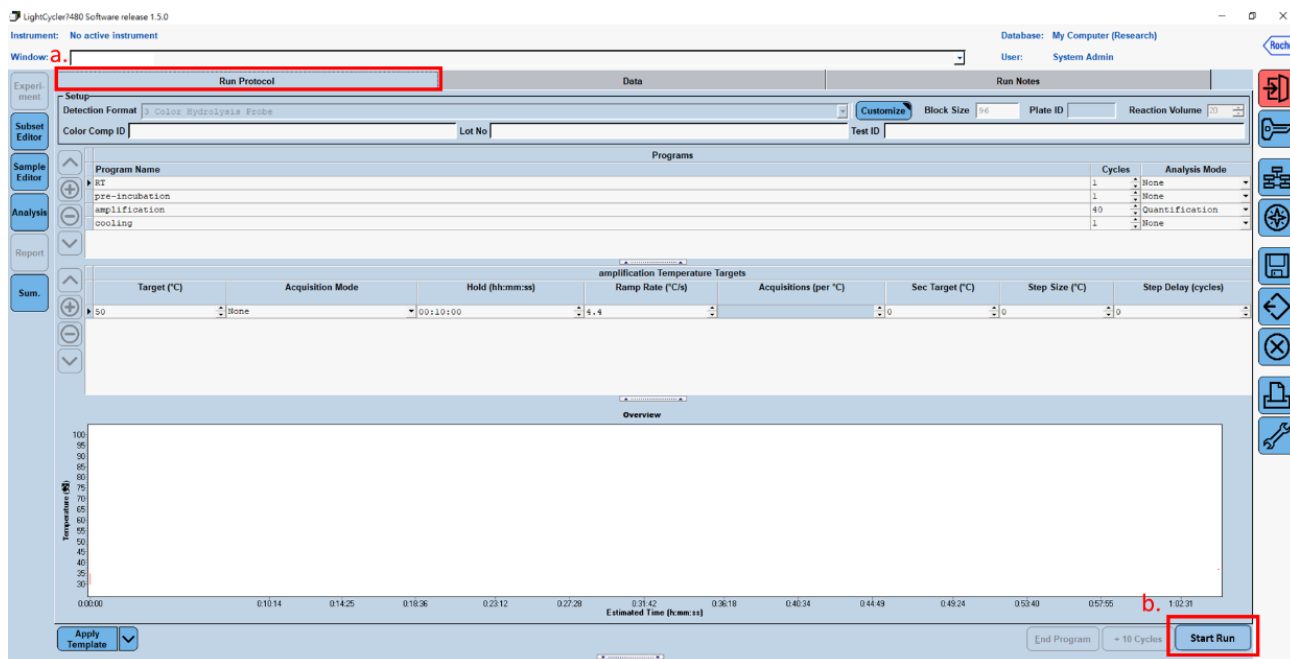 LightCycler?480 Software release 1.5.0
Instrument: No active instrument
Database: My Computer (Research)
Window: a.
User: System Admin
Roche
Run Protocol Data Run Notes
Experi-
ment
Subset
Editor
Sample
Editor
Analysis
Report
Sum.
Setup
Detection Format 3 Color Hydrolysis Probe Customize Block Size 96 Plate ID Reaction Volume 20
Color Comp ID Lot No Test ID
Programs
Program Name Cycles Analysis Mode
RT 1 None
pre-incubation 1 None
amplification 40 Quantification
cooling 1 None
amplification Temperature Targets
Target (°C) Acquisition Mode Hold (hh:mm:ss) Ramp Rate (°C/s) Acquisitions (per °C) Sec Target (°C) Step Size (°C) Step Delay (cycles)
50 None 00:10:00 4.4 0 0 0
Overview
Temperature
100
95
90
85
80
75
70
65
60
55
50
45
40
35
30
0:00:00 0:10:14 0:14:25 0:18:36 0:23:12 0:27:28 0:31:42 0:36:18 0:40:34 0:44:49 0:49:24 0:53:40 0:57:55 1:02:31
Estimated Time (h:mm:ss)
b.
Apply
Template
End Program + 10 Cycles Start Run